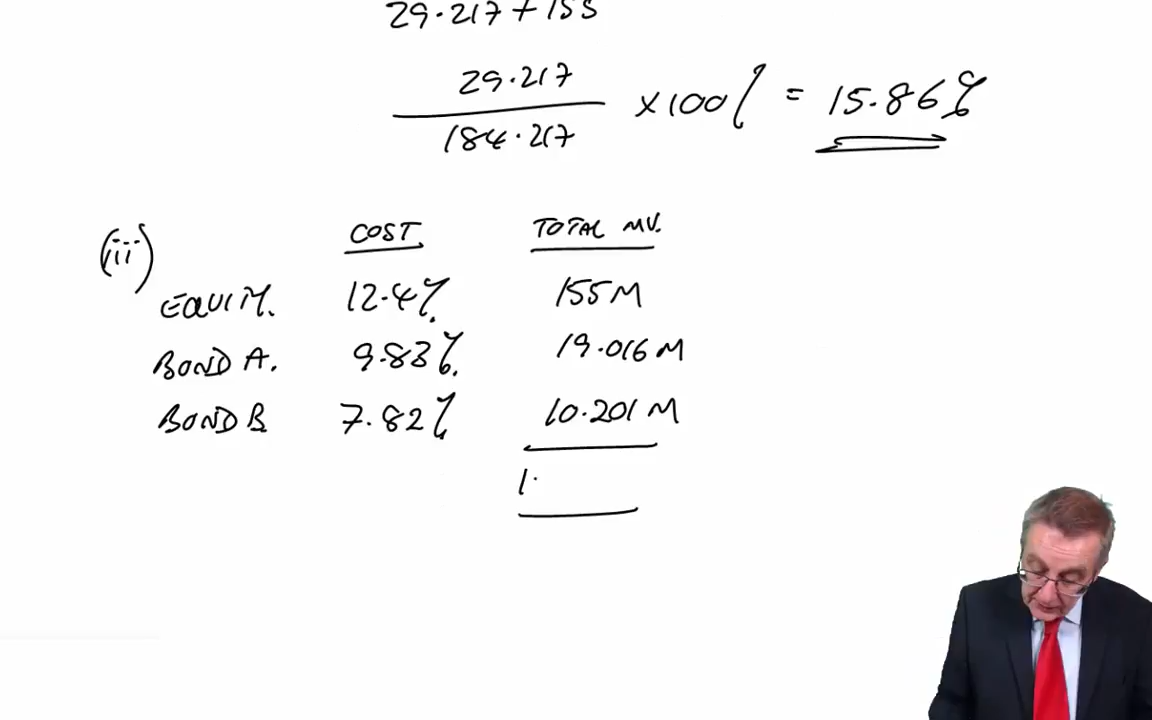 29.217 + 155
29.217
184.217
x100% = 15.86%
(iii)
COST TOTAL MV.
EQUITY. 12.4%. 155M
BOND A. 9.83%. 19.016M
BOND B 7.82% 10.201M
1.